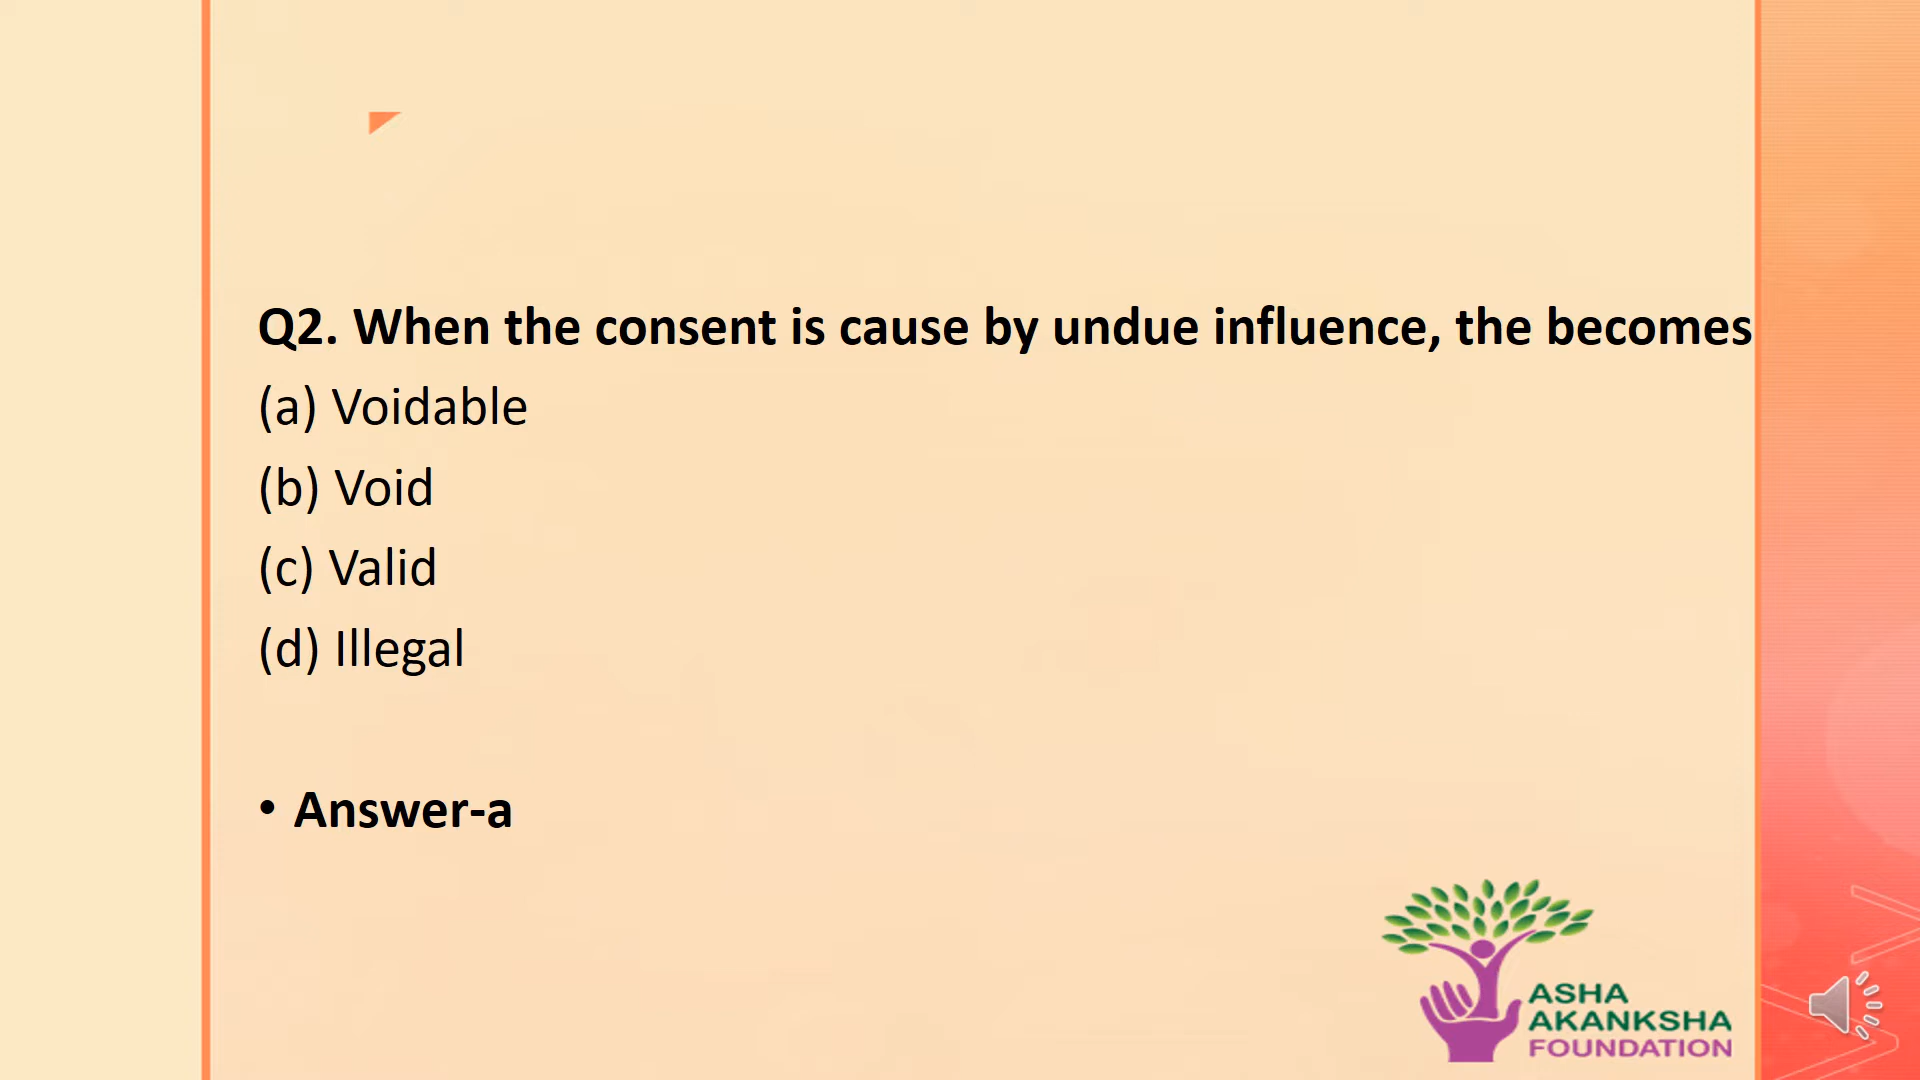 Q2. When the consent is cause by undue influence, the becomes
(a) Voidable
(b) Void
(c) Valid
(d) Illegal
• Answer-a
ASHA
AKANKSHA
FOUNDATION